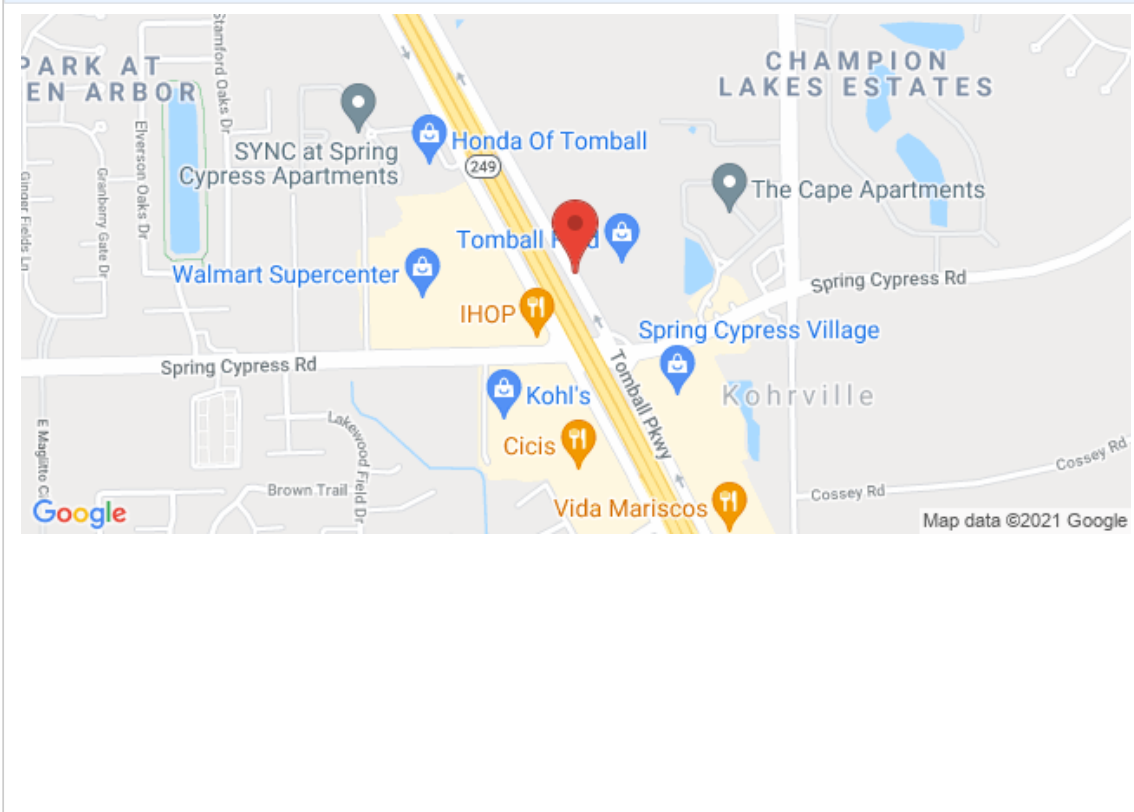 PARK AT
EN ARBOR
Stamford Oaks Dr
Elverson Oaks Dr
Granberry Gate Dr
Ginger Fields Ln
SYNC at Spring
Cypress Apartments
Honda Of Tomball
249
CHAMPION
LAKES ESTATES
The Cape Apartments
Tomball F d
Walmart Supercenter
IHOP
Spring Cypress Rd
Spring Cypress Village
Spring Cypress Rd
Tomball Pkwy
Kohl's
Kohrville
Cicis
E Maglitto C
Lakewood Field Dr
Brown Trail
Vida Mariscos
Cossey Rd
Cossey Rd
Google
Map data ©2021 Google